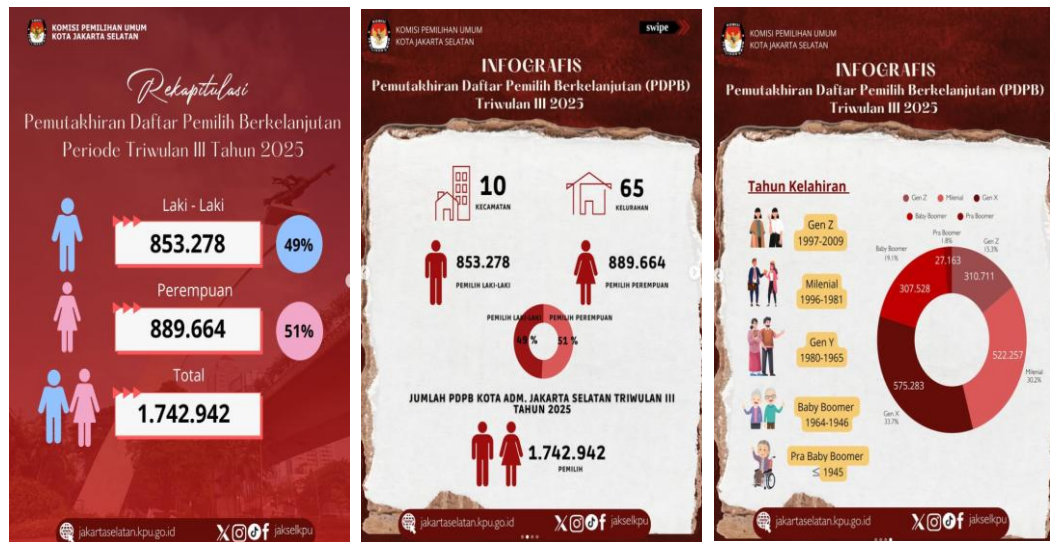 KOMISI PEMILIHAN UMUM
KOTA JAKARTA SELATAN
Rekapitulasi
Pemutakhiran Daftar Pemilih Berkelanjutan
Periode Triwulan III Tahun 2025
Laki - Laki
853.278
49%
Perempuan
889.664
51%
Total
1.742.942
jakartaselatan.kpu.go.id
jakselkpu
KOMISI PEMILIHAN UMUM
KOTA JAKARTA SELATAN
swipe
INFOGRAFIS
Pemutakhiran Daftar Pemilih Berkelanjutan (PDPB)
Triwulan III 2025
10
KECAMATAN
65
KELURAHAN
853.278
PEMILIH LAKI-LAKI
889.664
PEMILIH PEREMPUAN
PEMILIH LAKI-LAKI
PEMILIH PEREMPUAN
49 %
51 %
JUMLAH PDPB KOTA ADM. JAKARTA SELATAN TRIWULAN III
TAHUN 2025
1.742.942
PEMILIH
jakartaselatan.kpu.go.id
jakselkpu
KOMISI PEMILIHAN UMUM
KOTA JAKARTA SELATAN
INFOGRAFIS
Pemutakhiran Daftar Pemilih Berkelanjutan (PDPB)
Triwulan III 2025
Tahun Kelahiran
Gen Z
1997-2009
Milenial
1996-1981
Gen Y
1980-1965
Baby Boomer
1964-1946
Pra Baby Boomer
≤ 1945
Gen Z Milenial Gen X
Baby Boomer Pra Boomer
Pra Boomer
1.8%
27.163
Gen Z
15.3%
310.711
Baby Boomer
19.1%
307.528
522.257
Milenial
30.2%
575.283
Gen X
33.7%
jakartaselatan.kpu.go.id
jakselkpu